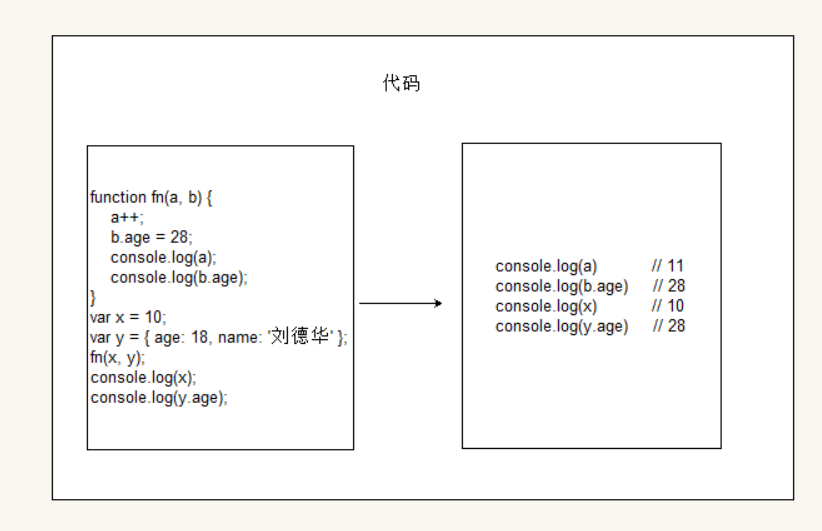 代码
function fn(a, b) {
a++;
b.age = 28;
console.log(a);
console.log(b.age);
}
var x = 10;
var y = { age: 18, name: '刘德华' };
fn(x, y);
console.log(x);
console.log(y.age);
console.log(a) // 11
console.log(b.age) // 28
console.log(x) // 10
console.log(y.age) // 28